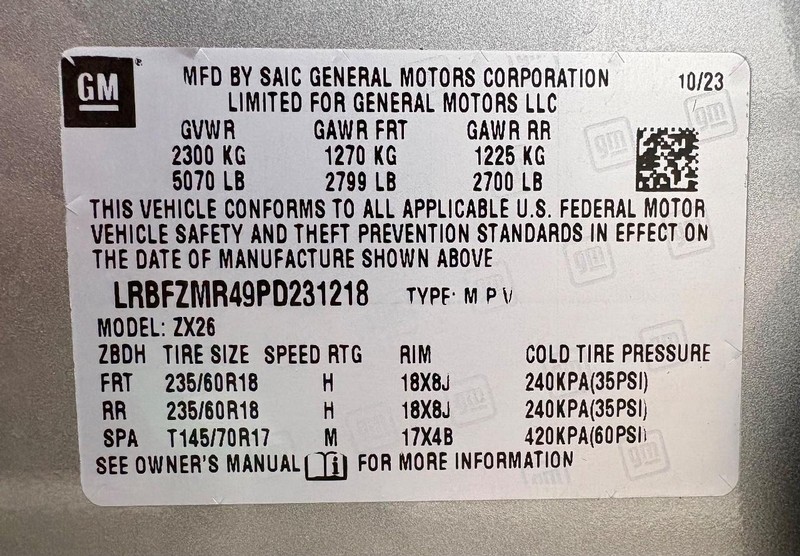 GM
MFD BY SAIC GENERAL MOTORS CORPORATION 10/23
LIMITED FOR GENERAL MOTORS LLC
GVWR GAWR FRT GAWR RR
2300 KG 1270 KG 1225 KG
5070 LB 2799 LB 2700 LB
THIS VEHICLE CONFORMS TO ALL APPLICABLE U.S. FEDERAL MOTOR
VEHICLE SAFETY AND THEFT PREVENTION STANDARDS IN EFFECT ON
THE DATE OF MANUFACTURE SHOWN ABOVE
LRBFZMR49PD231218 TYPE: M P V
MODEL: ZX26
ZBDH TIRE SIZE SPEED RTG RIM COLD TIRE PRESSURE
FRT 235/60R18 H 18X8J 240KPA(35PSI)
RR 235/60R18 H 18X8J 240KPA(35PSI)
SPA T145/70R17 M 17X4B 420KPA(60PSI)
SEE OWNER'S MANUAL FOR MORE INFORMATION